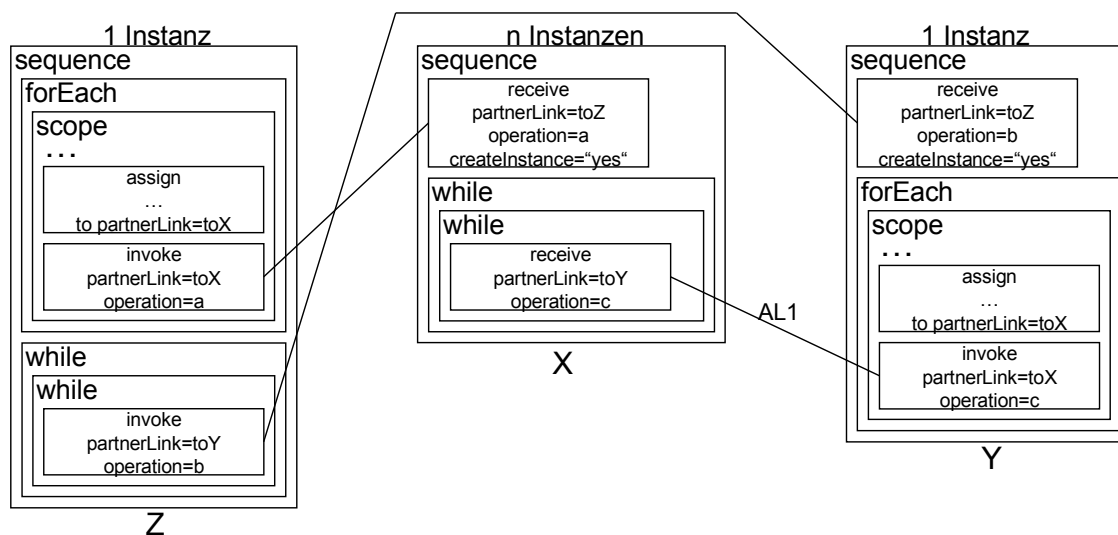 1 Instanz
sequence
forEach
scope
...
assign
...
to partnerLink=toX
invoke
partnerLink=toX
operation=a
while
while
invoke
partnerLink=toY
operation=b
Z
n Instanzen
sequence
receive
partnerLink=toZ
operation=a
createInstance="yes“
while
while
receive
partnerLink=toY
operation=c
X
AL1
1 Instanz
sequence
receive
partnerLink=toZ
operation=b
createInstance="yes“
forEach
scope
...
assign
...
to partnerLink=toX
invoke
partnerLink=toX
operation=c
Y